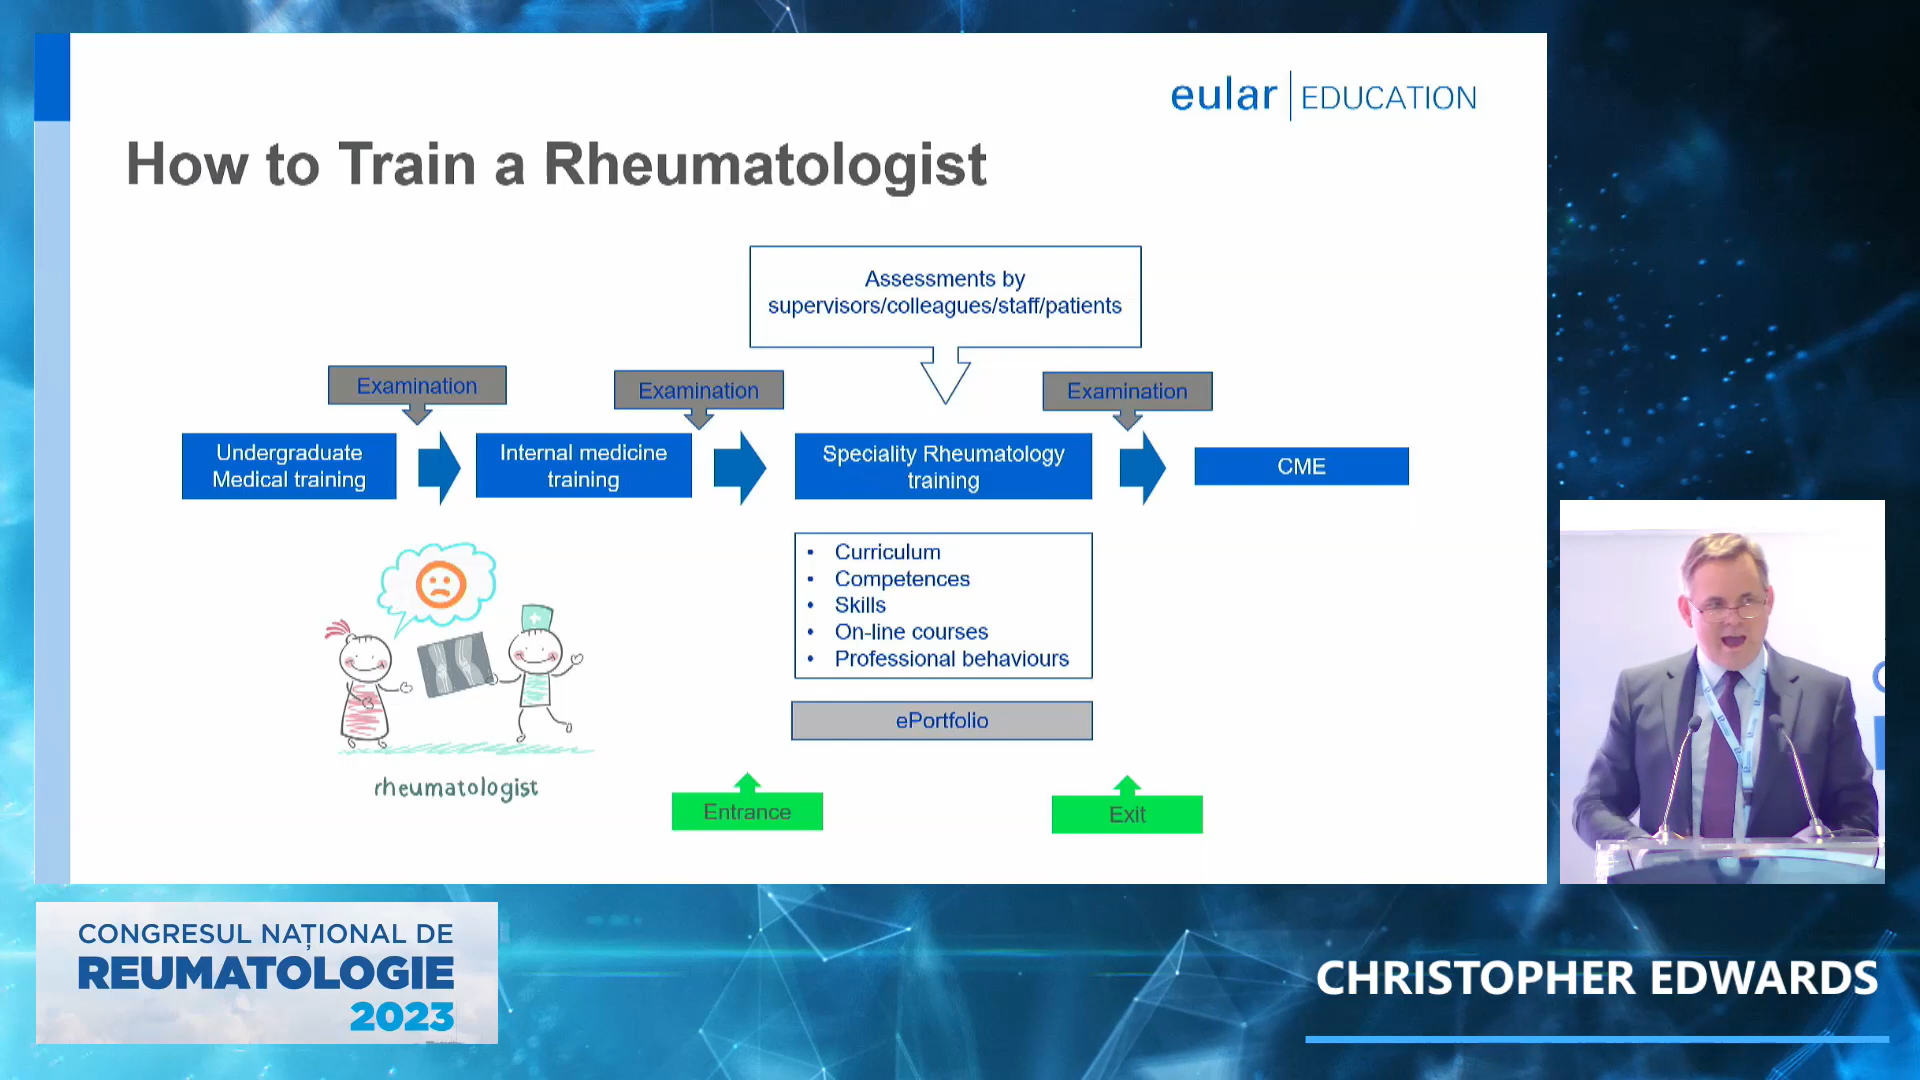 eular | EDUCATION
How to Train a Rheumatologist
Assessments by
supervisors/colleagues/staff/patients
Examination
Examination
Examination
Undergraduate
Medical training
Internal medicine
training
Speciality Rheumatology
training
CME
• Curriculum
• Competences
• Skills
• On-line courses
• Professional behaviours
ePortfolio
rheumatologist
Entrance
Exit
CONGRESUL NAȚIONAL DE
REUMATOLOGIE
2023
CHRISTOPHER EDWARDS